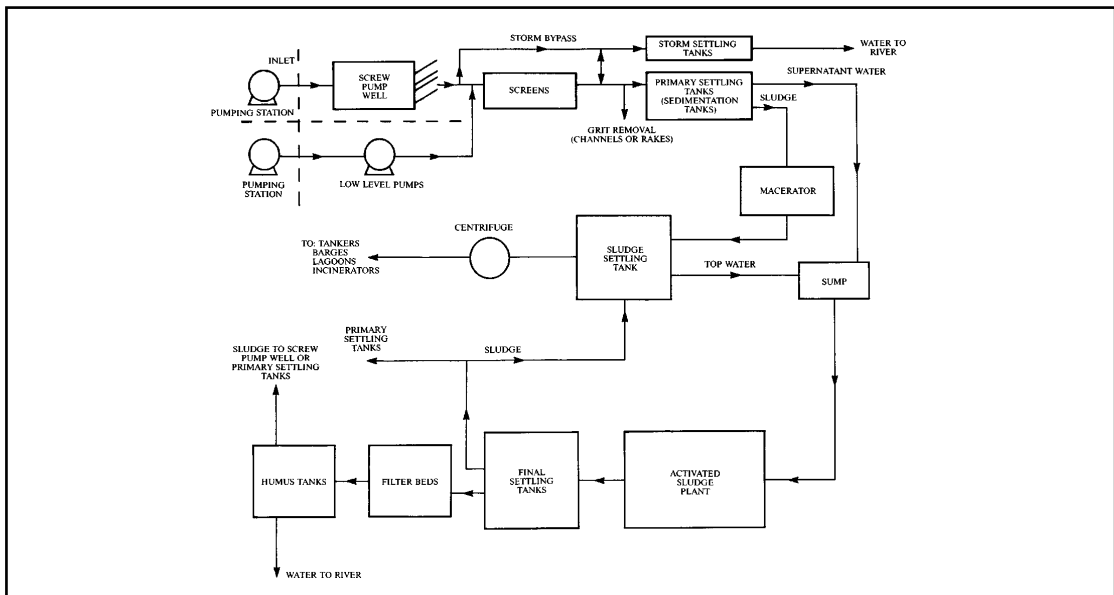 STORM BYPASS
STORM SETTLING
TANKS
WATER TO
RIVER
INLET
SCREW
PUMP
WELL
SCREENS
PRIMARY SETTLING
TANKS
(SEDIMENTATION
TANKS)
SUPERNATANT WATER
SLUDGE
PUMPING STATION
GRIT REMOVAL
(CHANNELS OR RAKES)
PUMPING
STATION
LOW LEVEL PUMPS
MACERATOR
CENTRIFUGE
TO: TANKERS
BARGES
LAGOONS
INCINERATORS
SLUDGE
SETTLING
TANK
TOP WATER
SUMP
PRIMARY
SETTLING
TANKS
SLUDGE
SLUDGE TO SCREW
PUMP WELL OR
PRIMARY SETTLING
TANKS
HUMUS TANKS
FILTER BEDS
FINAL
SETTLING
TANKS
ACTIVATED
SLUDGE
PLANT
WATER TO RIVER